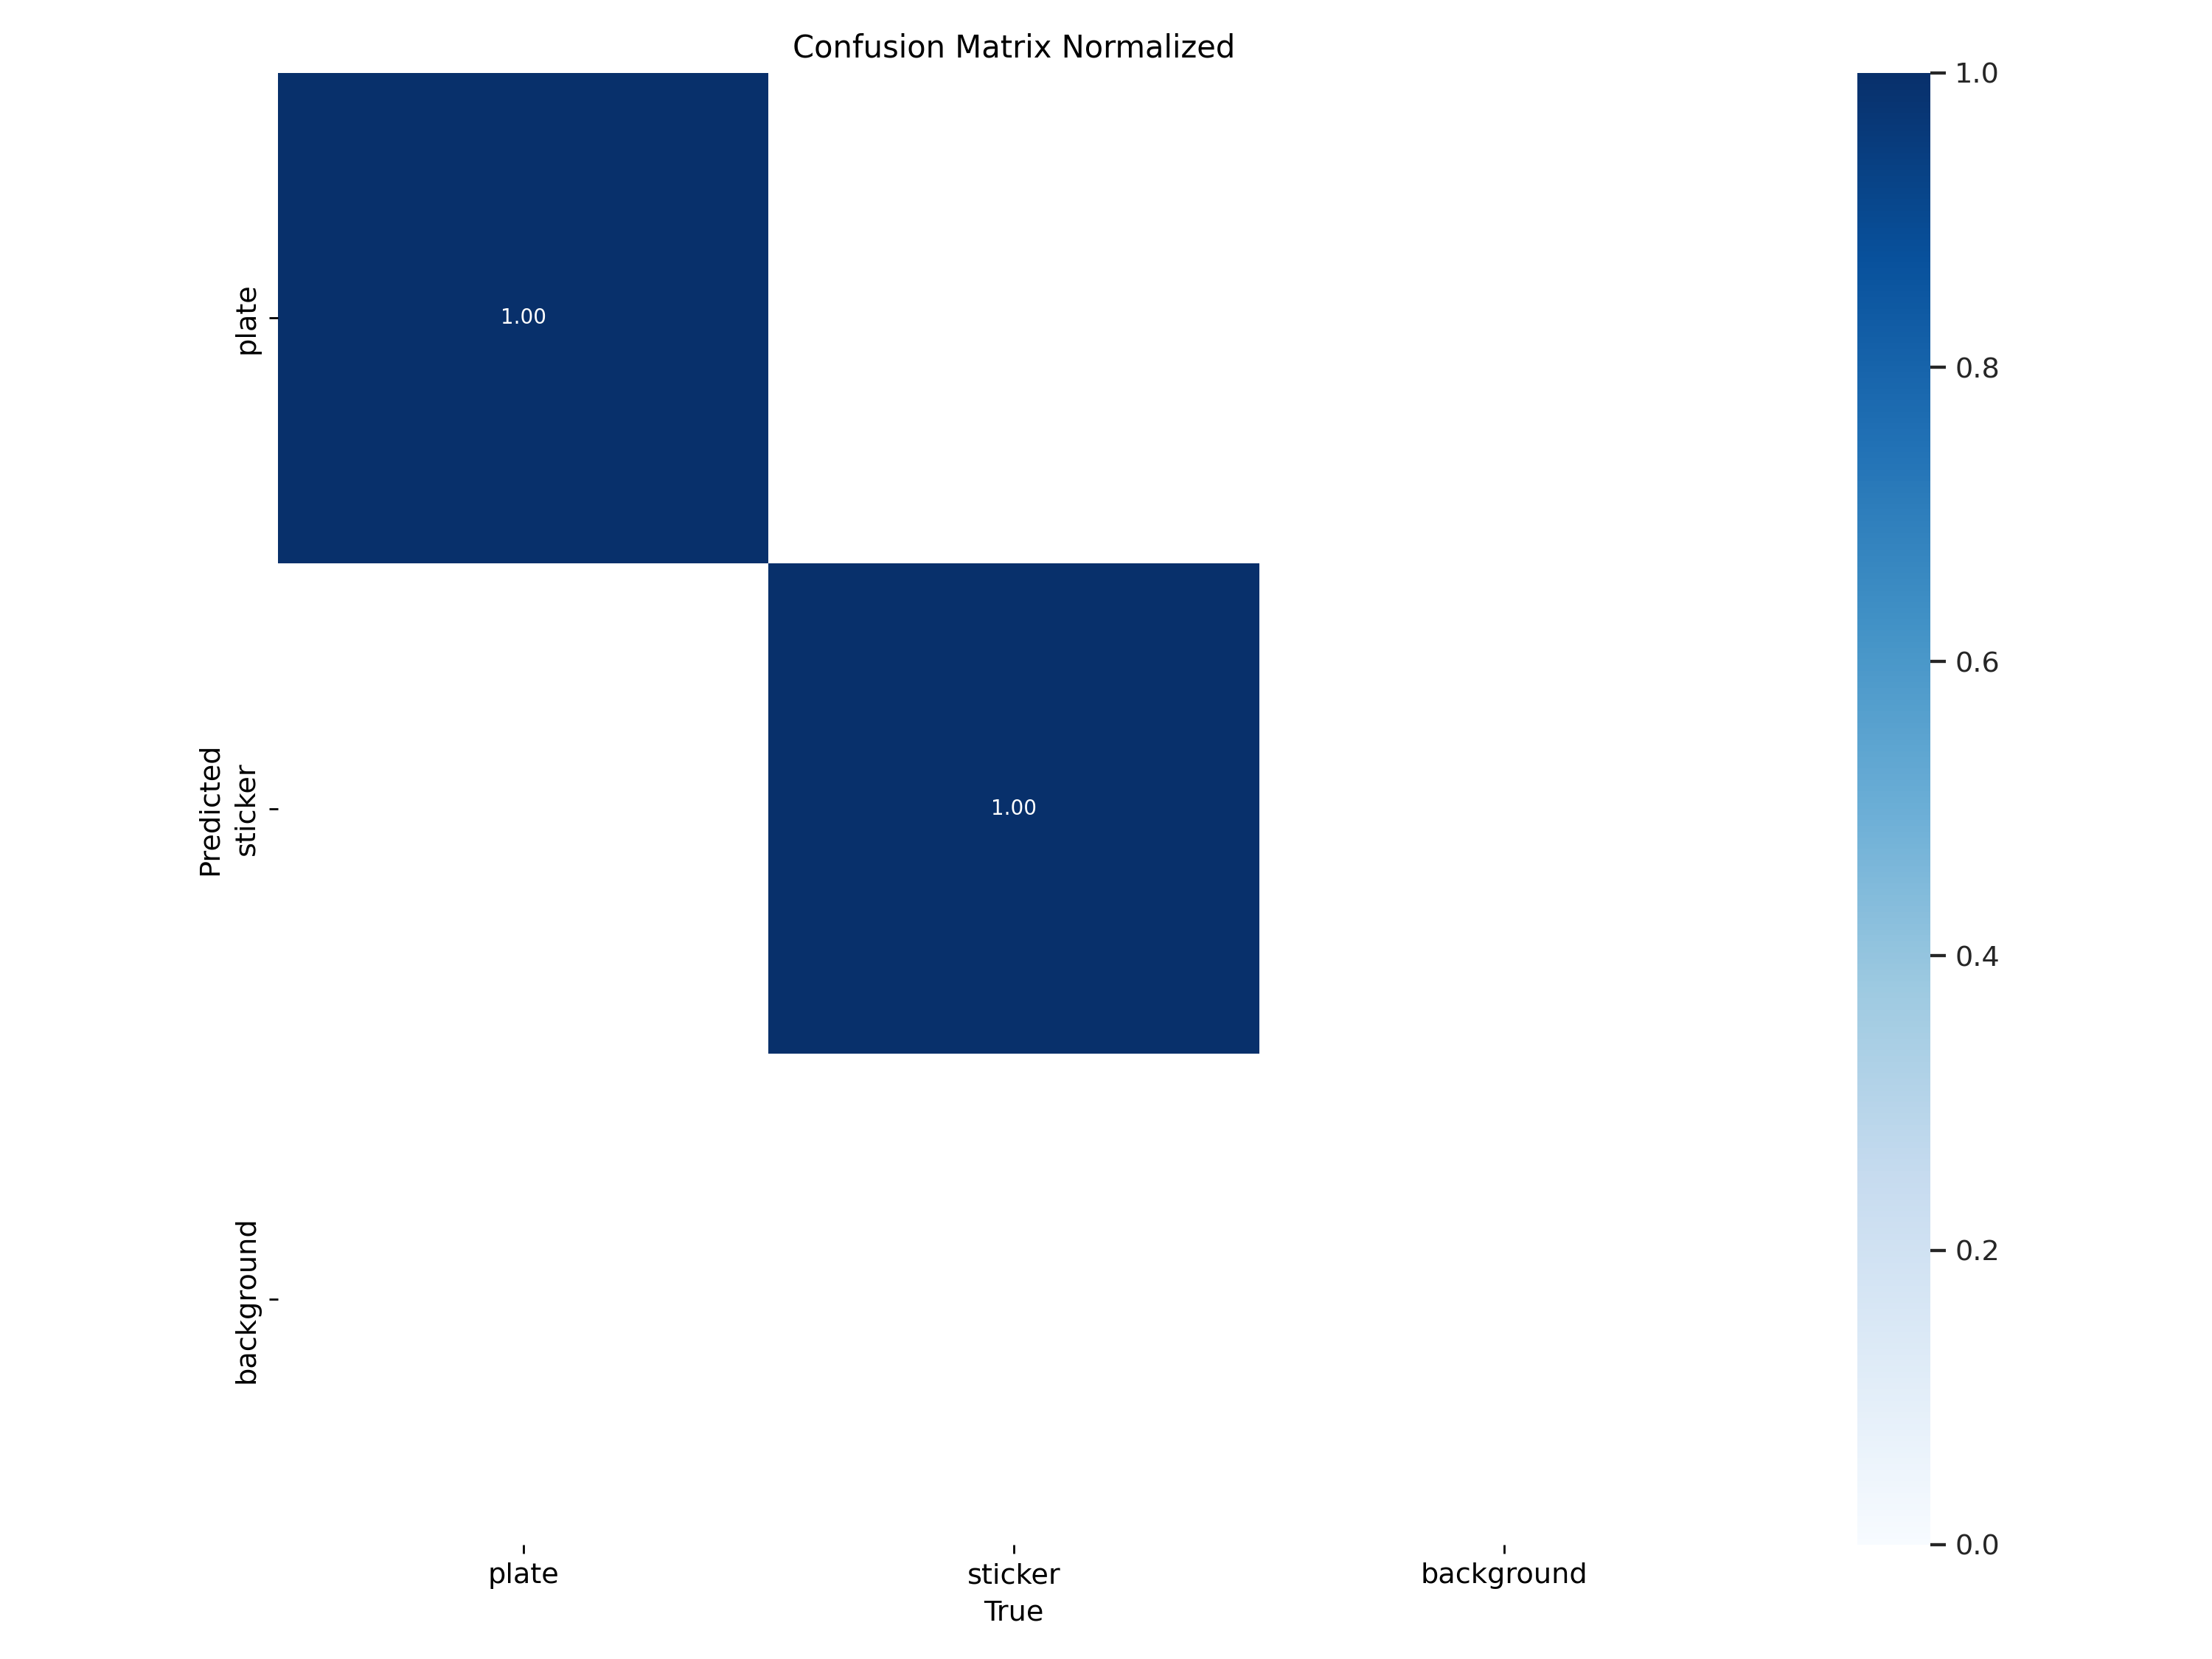 Confusion Matrix Normalized
1.0
0.8
0.6
0.4
0.2
0.0
Predicted
plate
sticker
background
1.00
1.00
plate
sticker
background
True